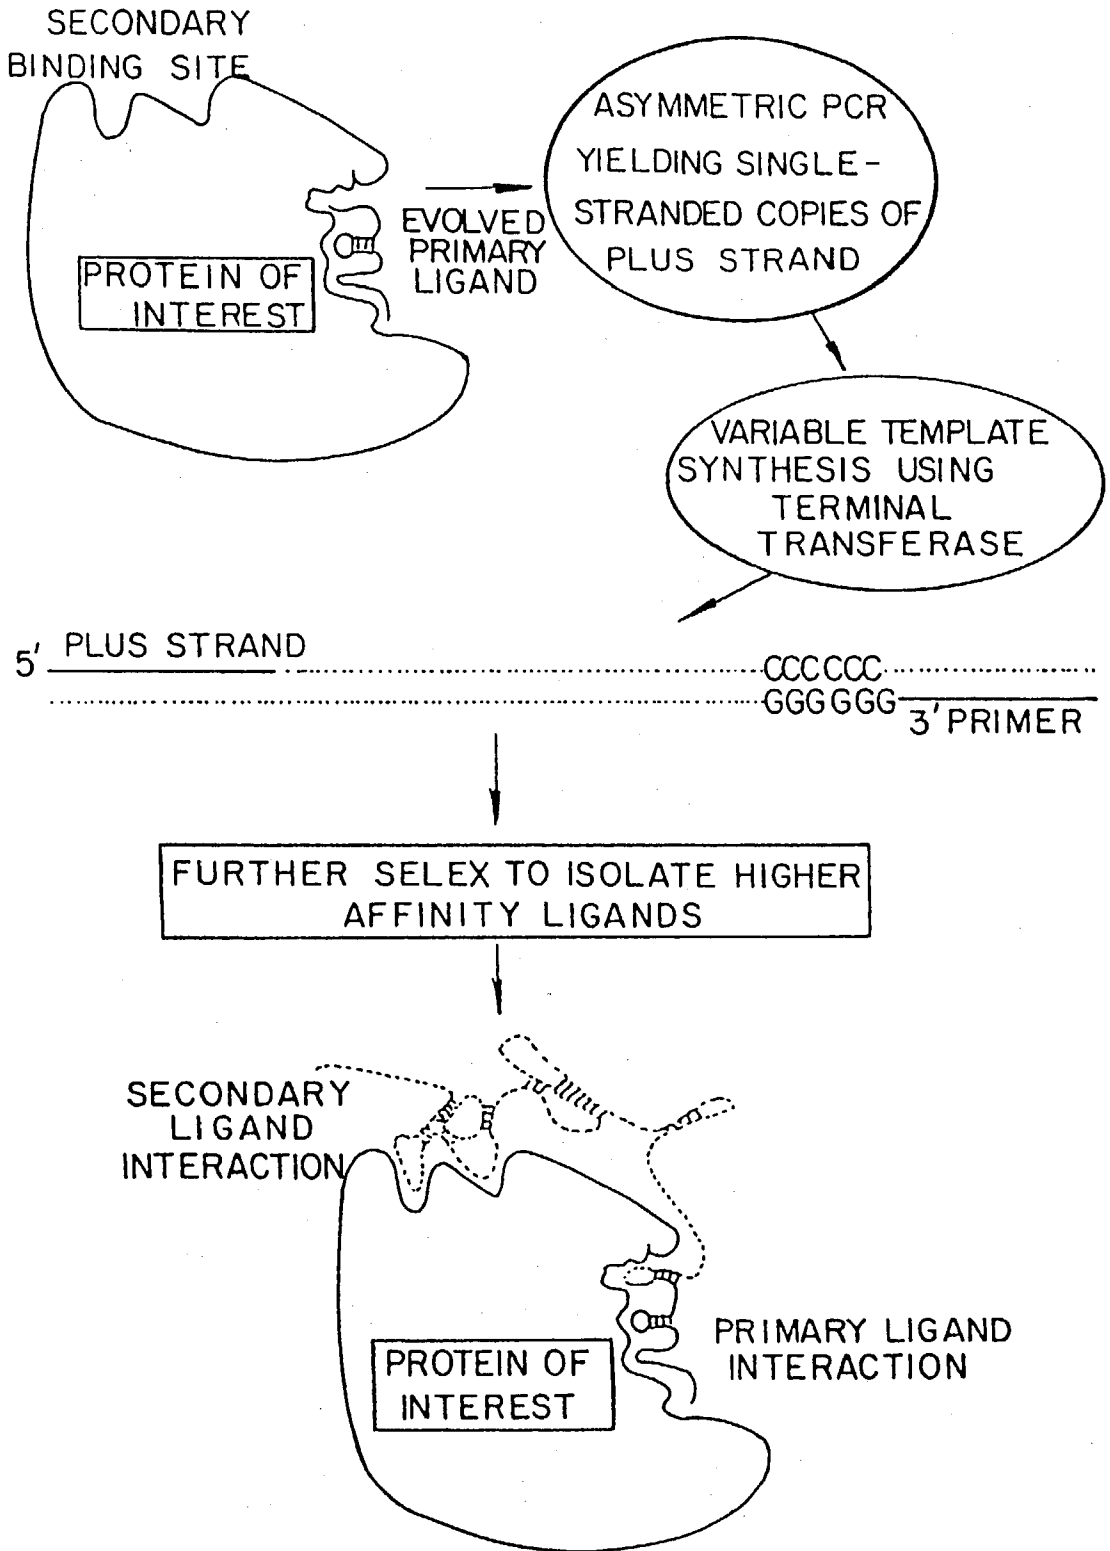 SECONDARY
BINDING SITE
PROTEIN OF
INTEREST
EVOLVED
PRIMARY
LIGAND
ASYMMETRIC PCR
YIELDING SINGLE-
STRANDED COPIES OF
PLUS STRAND
VARIABLE TEMPLATE
SYNTHESIS USING
TERMINAL
TRANSFERASE
5' PLUS STRAND
CCCCCC
GGGGGG
3' PRIMER
FURTHER SELEX TO ISOLATE HIGHER
AFFINITY LIGANDS
SECONDARY
LIGAND
INTERACTION
PROTEIN OF
INTEREST
PRIMARY LIGAND
INTERACTION